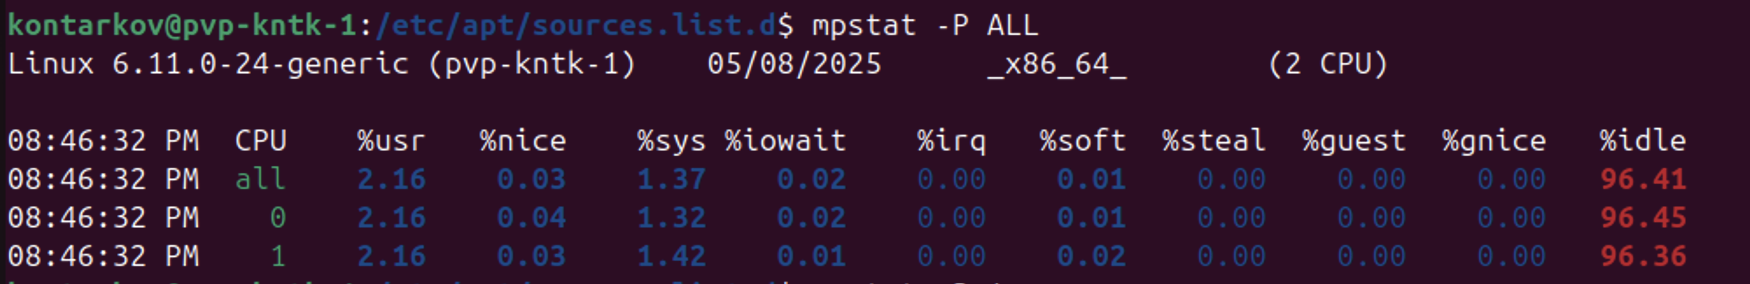 kontarkov@pvp-kntk-1:/etc/apt/sources.list.d$ mpstat -P ALL
Linux 6.11.0-24-generic (pvp-kntk-1)    05/08/2025      _x86_64_        (2 CPU)
08:46:32 PM  CPU    %usr   %nice    %sys %iowait    %irq   %soft  %steal  %guest  %gnice   %idle
08:46:32 PM  all    2.16    0.03    1.37    0.02    0.00    0.01    0.00    0.00    0.00   96.41
08:46:32 PM    0    2.16    0.04    1.32    0.02    0.00    0.01    0.00    0.00    0.00   96.45
08:46:32 PM    1    2.16    0.03    1.42    0.01    0.00    0.02    0.00    0.00    0.00   96.36